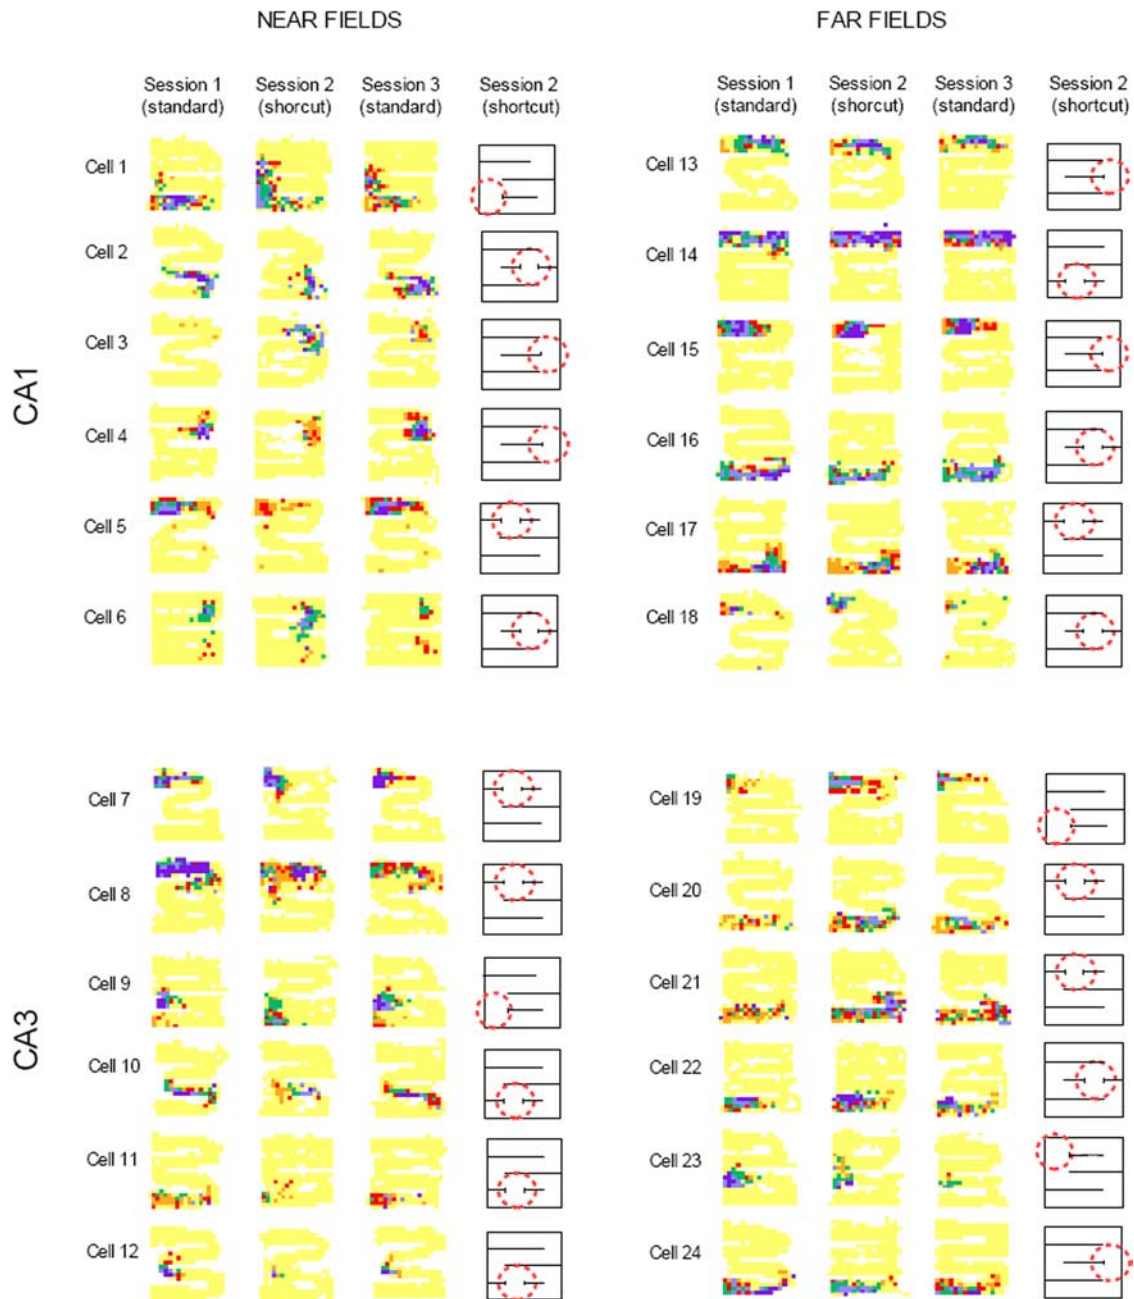 NEAR FIELDS
FAR FIELDS
Session 1 (standard)
Session 2 (shorcut)
Session 3 (standard)
Session 2 (shortcut)
Session 1 (standard)
Session 2 (shorcut)
Session 3 (standard)
Session 2 (shortcut)
CA1
Cell 1
Cell 2
Cell 3
Cell 4
Cell 5
Cell 6
Cell 13
Cell 14
Cell 15
Cell 16
Cell 17
Cell 18
CA3
Cell 7
Cell 8
Cell 9
Cell 10
Cell 11
Cell 12
Cell 19
Cell 20
Cell 21
Cell 22
Cell 23
Cell 24